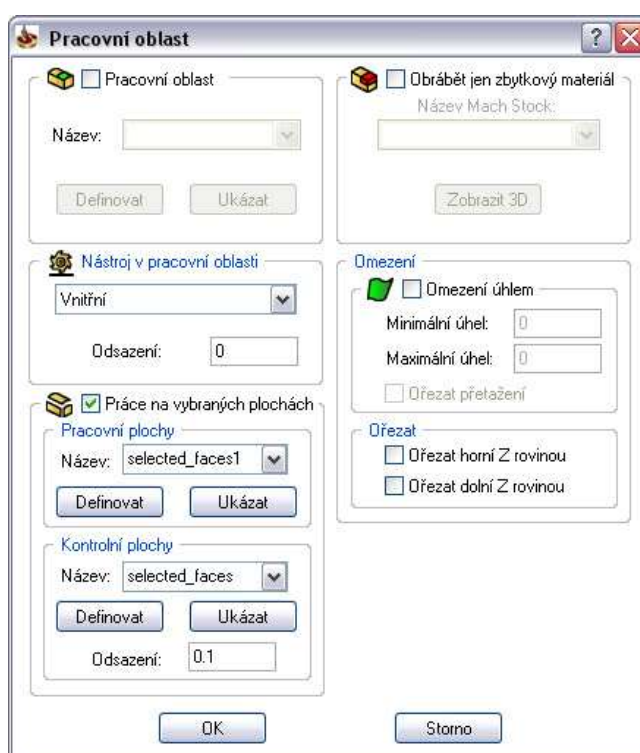 Pracovní oblast
Pracovní oblast
Název:
Definovat
Ukázat
Nástroj v pracovní oblasti
Vnitřní
Odsazení:
0
Práce na vybraných plochách
Pracovní plochy
Název:
selected_faces1
Definovat
Ukázat
Kontrolní plochy
Název:
selected_faces
Definovat
Ukázat
Odsazení:
0.1
Obrábět jen zbytkový materiál
Název Mach Stock:
Zobrazit 3D
Omezení
Omezení úhlem
Minimální úhel:
0
Maximální úhel:
0
Ořezat přetažení
Ořezat
Ořezat horní Z rovinou
Ořezat dolní Z rovinou
OK
Storno